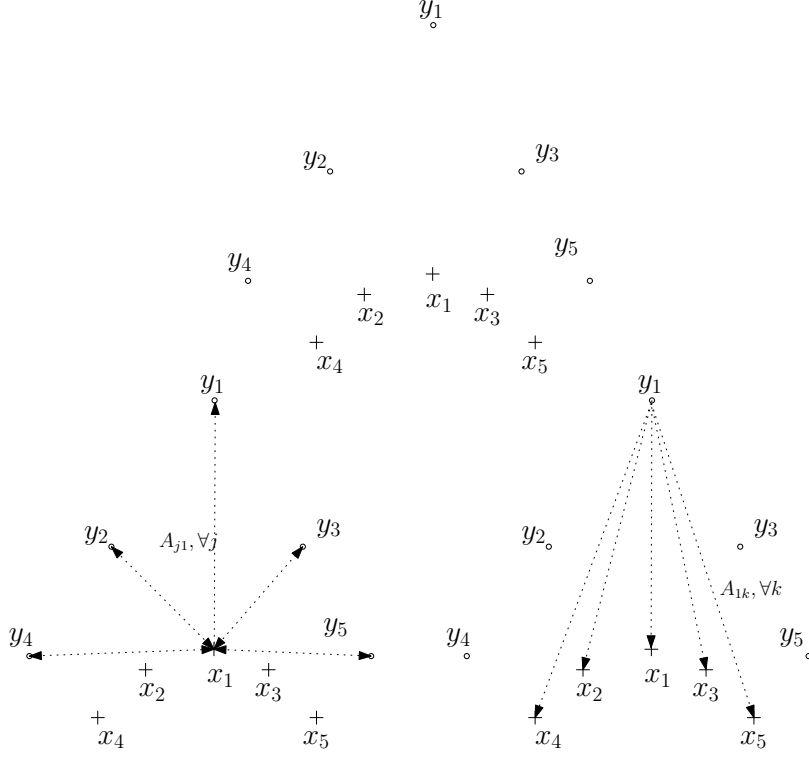 y₁
y₂ y₃
y₄ y₅
x₁
x₂ x₃
x₄ x₅
y₁ y₁
y₂ A_{j1}, ∀j y₃ y₂ y₃
A_{1k}, ∀k
y₄ y₅ y₄ y₅
x₁ x₁
x₂ x₃ x₂ x₃
x₄ x₅ x₄ x₅